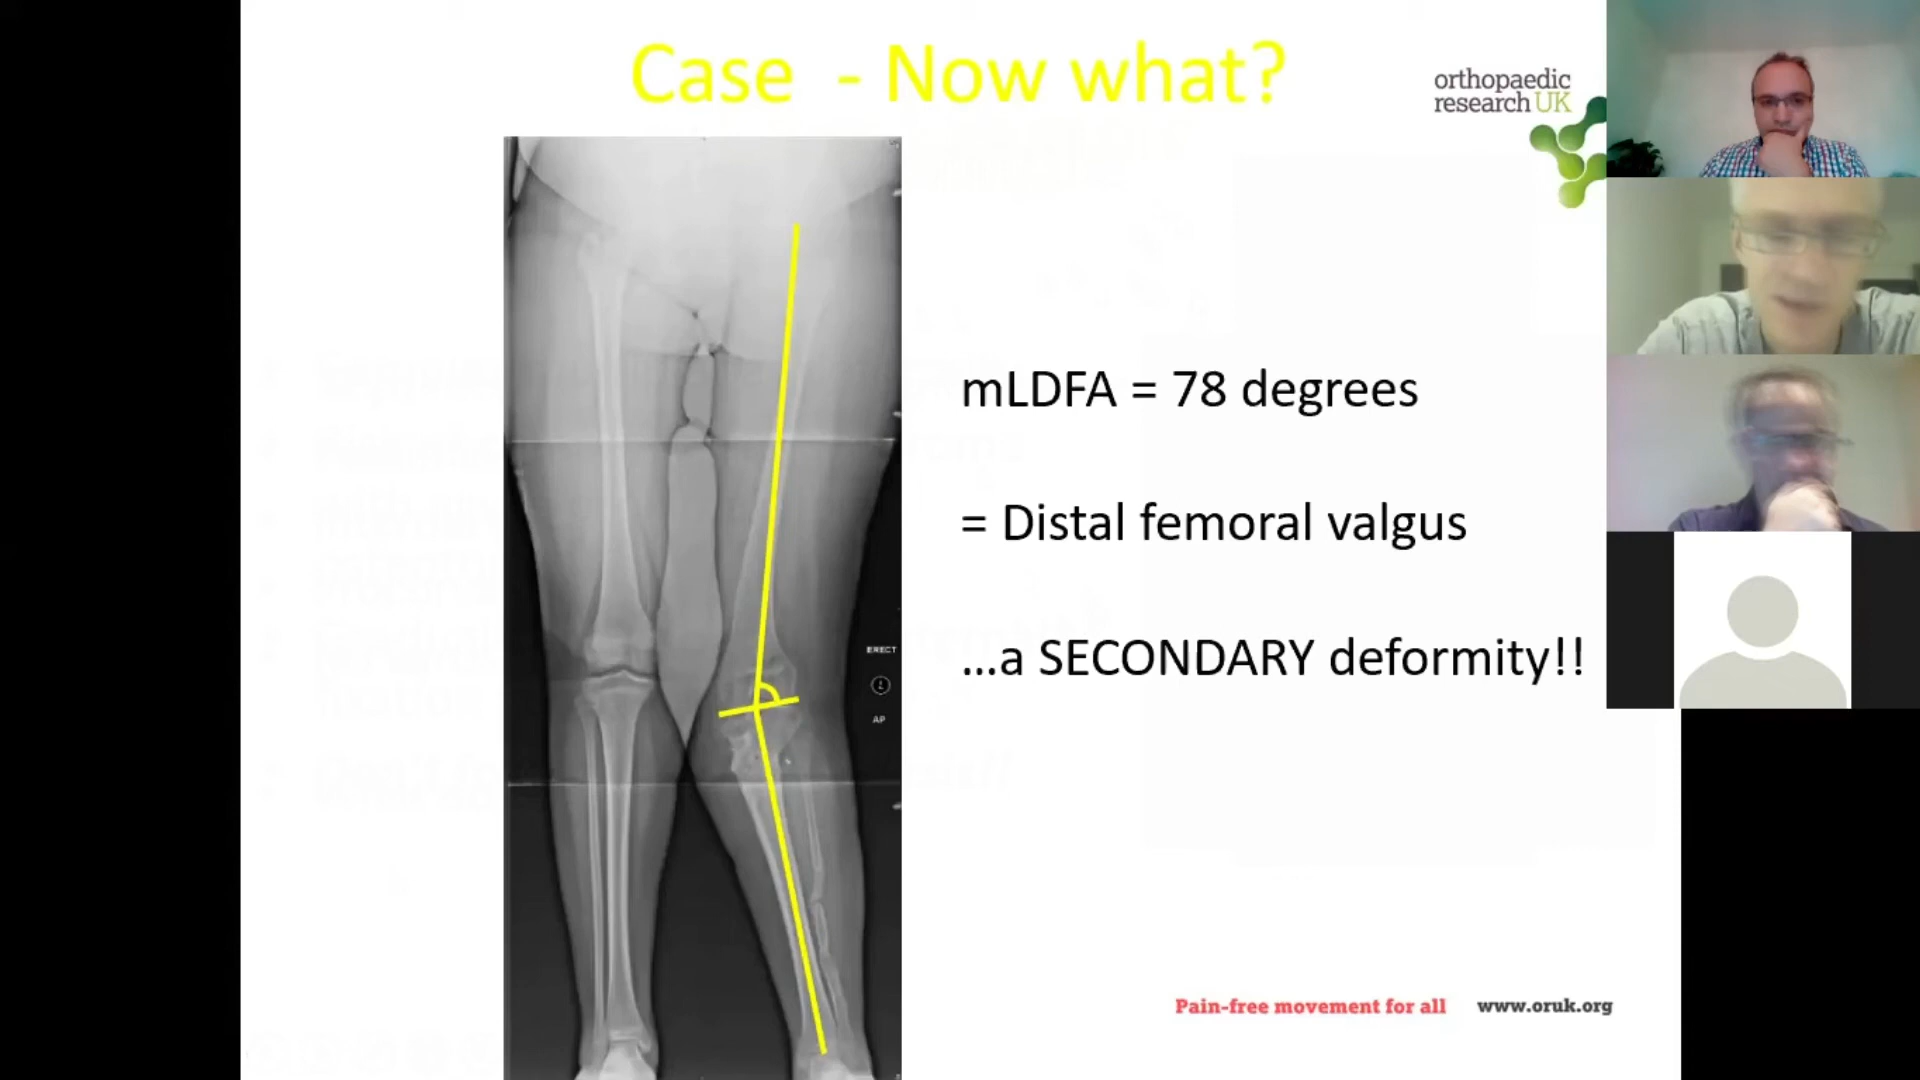 Case - Now what?
orthopaedic
research UK
mLDFA = 78 degrees
= Distal femoral valgus
...a SECONDARY deformity!!
ERECT
L
AP
Pain-free movement for all www.oruk.org